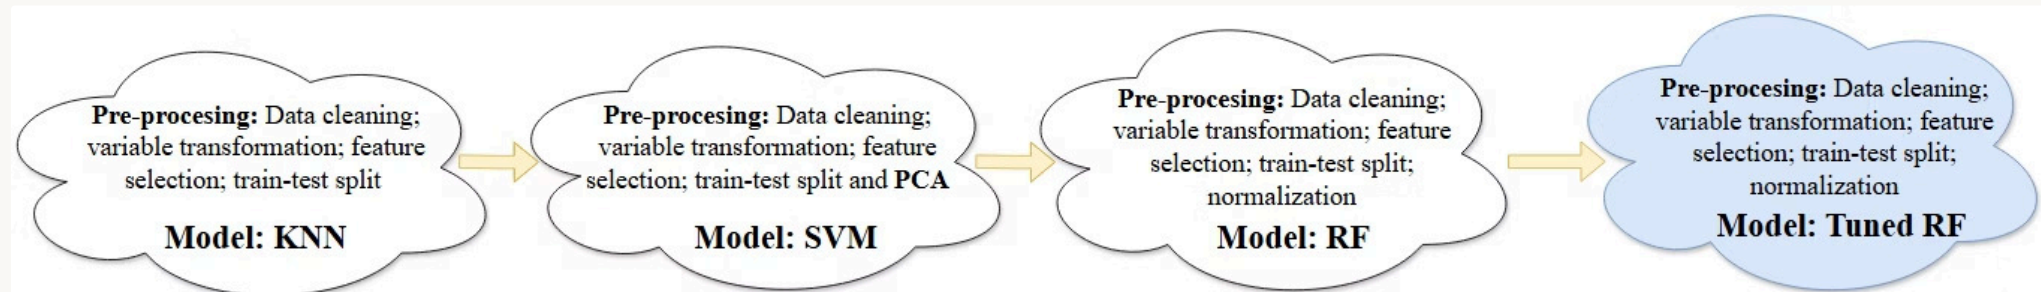 Pre-procesing: Data cleaning;
variable transformation; feature
selection; train-test split
Model: KNN
Pre-procesing: Data cleaning;
variable transformation; feature
selection; train-test split and PCA
Model: SVM
Pre-procesing: Data cleaning;
variable transformation; feature
selection; train-test split;
normalization
Model: RF
Pre-procesing: Data cleaning;
variable transformation; feature
selection; train-test split;
normalization
Model: Tuned RF